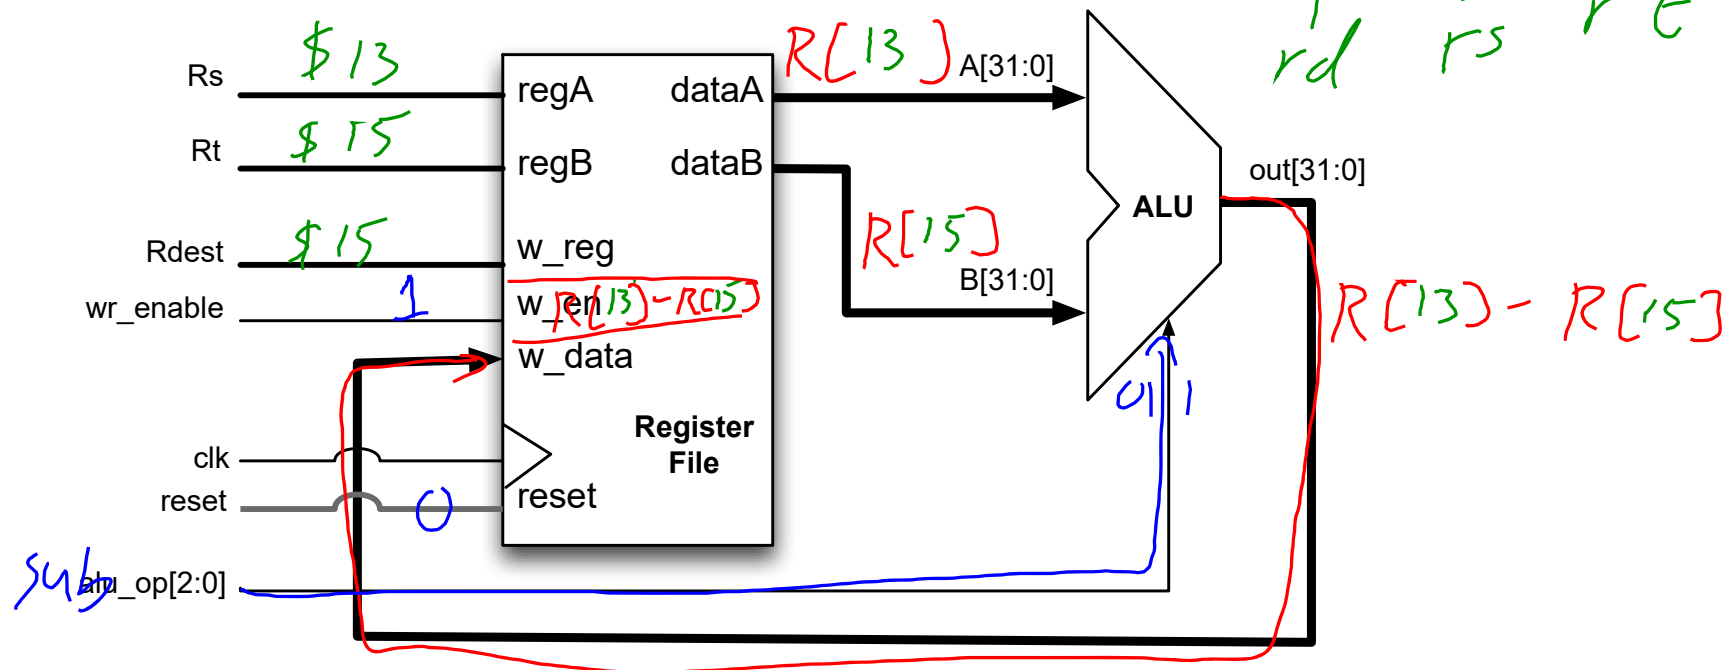 rd rs rt
Rs $13 regA dataA R[13] A[31:0]
Rt $15 regB dataB
out[31:0]
ALU
Rdest $15 w_reg R[15]
B[31:0]
wr_enable 1 w_en R[13]-R[15]
R[13]-R[15]
w_data
011
Register
File
clk
reset 0 reset
sub alu_op[2:0]